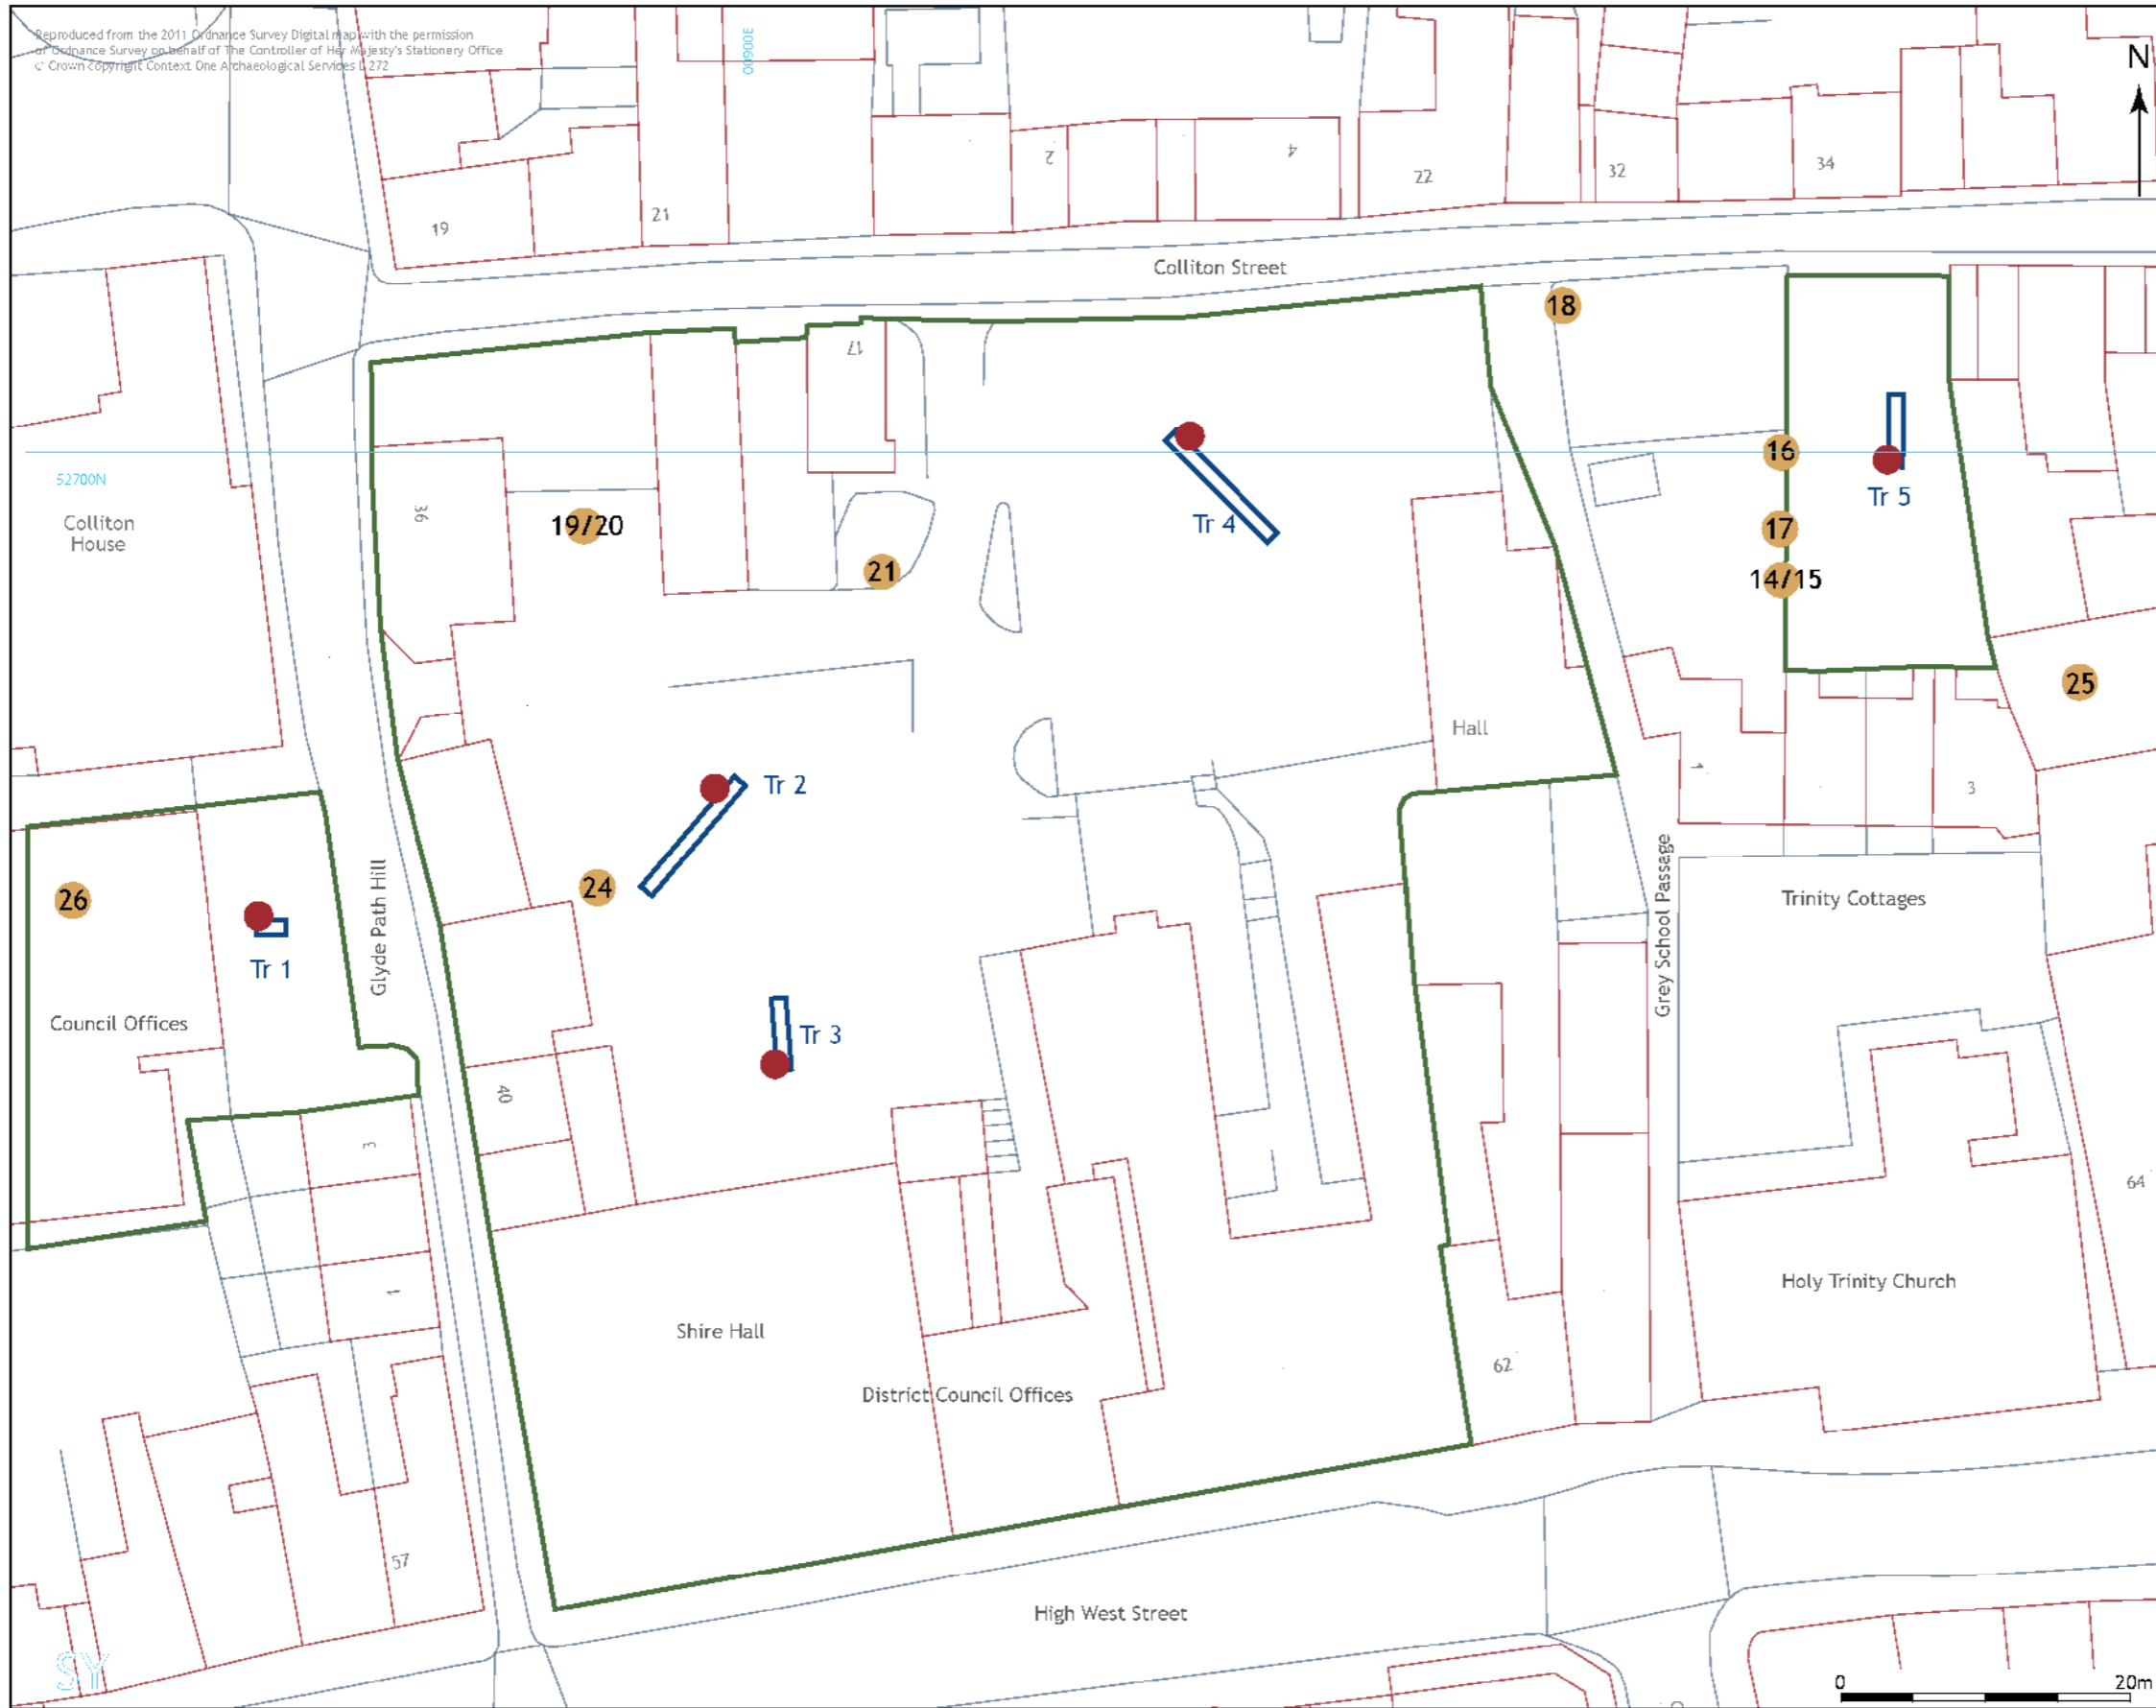 Reproduced from the 2011 Ordnance Survey Digital map with the permission
of Ordnance Survey on behalf of The Controller of Her Majesty's Stationery Office
© Crown copyright Context One Archaeological Services L 272
00900E
N
2
4
22
32
34
19
21
Colliton Street
18
17
16
52700N
Colliton
House
36
19/20
21
Tr 4
Tr 5
17
14/15
25
Hall
1
3
Tr 2
24
26
Tr 1
Glyde Path Hill
Grey School Passage
Trinity Cottages
Council Offices
Tr 3
40
3
64
1
Holy Trinity Church
Shire Hall
62
District Council Offices
57
High West Street
SY
0
20m